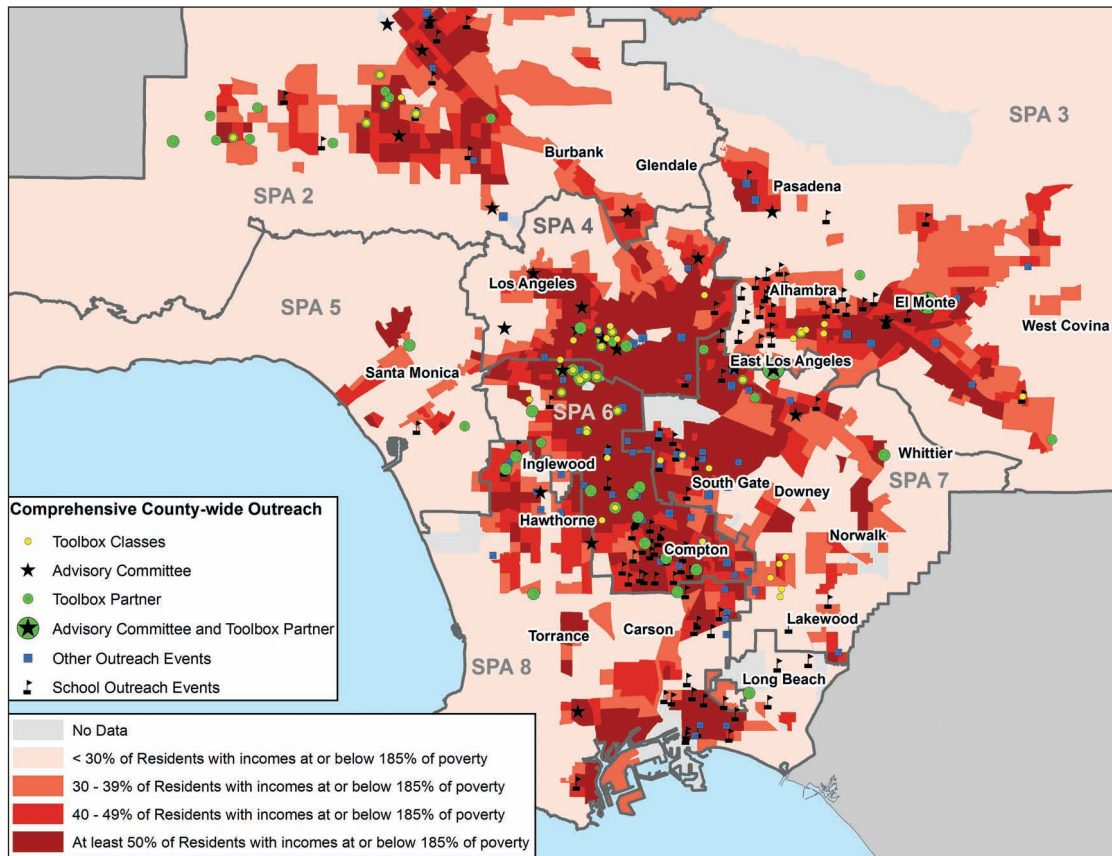 SPA 3
Burbank
Glendale
Pasadena
SPA 2
SPA 4
Los Angeles
Alhambra
El Monte
SPA 5
West Covina
East Los Angeles
Santa Monica
SPA 6
Whittier
Inglewood
SPA 7
South Gate
Downey
Hawthorne
Norwalk
Compton
Lakewood
Torrance
Carson
SPA 8
Long Beach
Comprehensive County-wide Outreach
Toolbox Classes
Advisory Committee
Toolbox Partner
Advisory Committee and Toolbox Partner
Other Outreach Events
School Outreach Events
No Data
< 30% of Residents with incomes at or below 185% of poverty
30 - 39% of Residents with incomes at or below 185% of poverty
40 - 49% of Residents with incomes at or below 185% of poverty
At least 50% of Residents with incomes at or below 185% of poverty